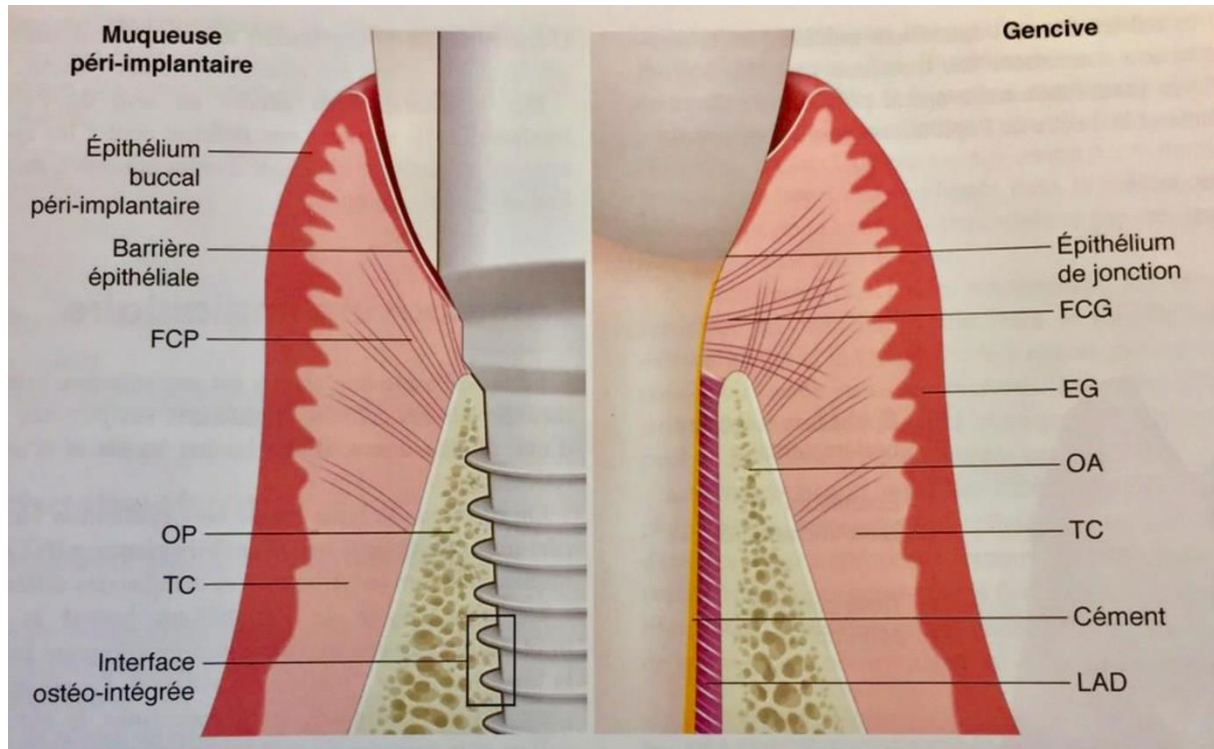 Muqueuse
péri-implantaire
Épithélium
buccal
péri-implantaire
Barrière
épithéliale
FCP
OP
TC
Interface
ostéo-intégrée
Gencive
Épithélium
de jonction
FCG
EG
OA
TC
Cément
LAD